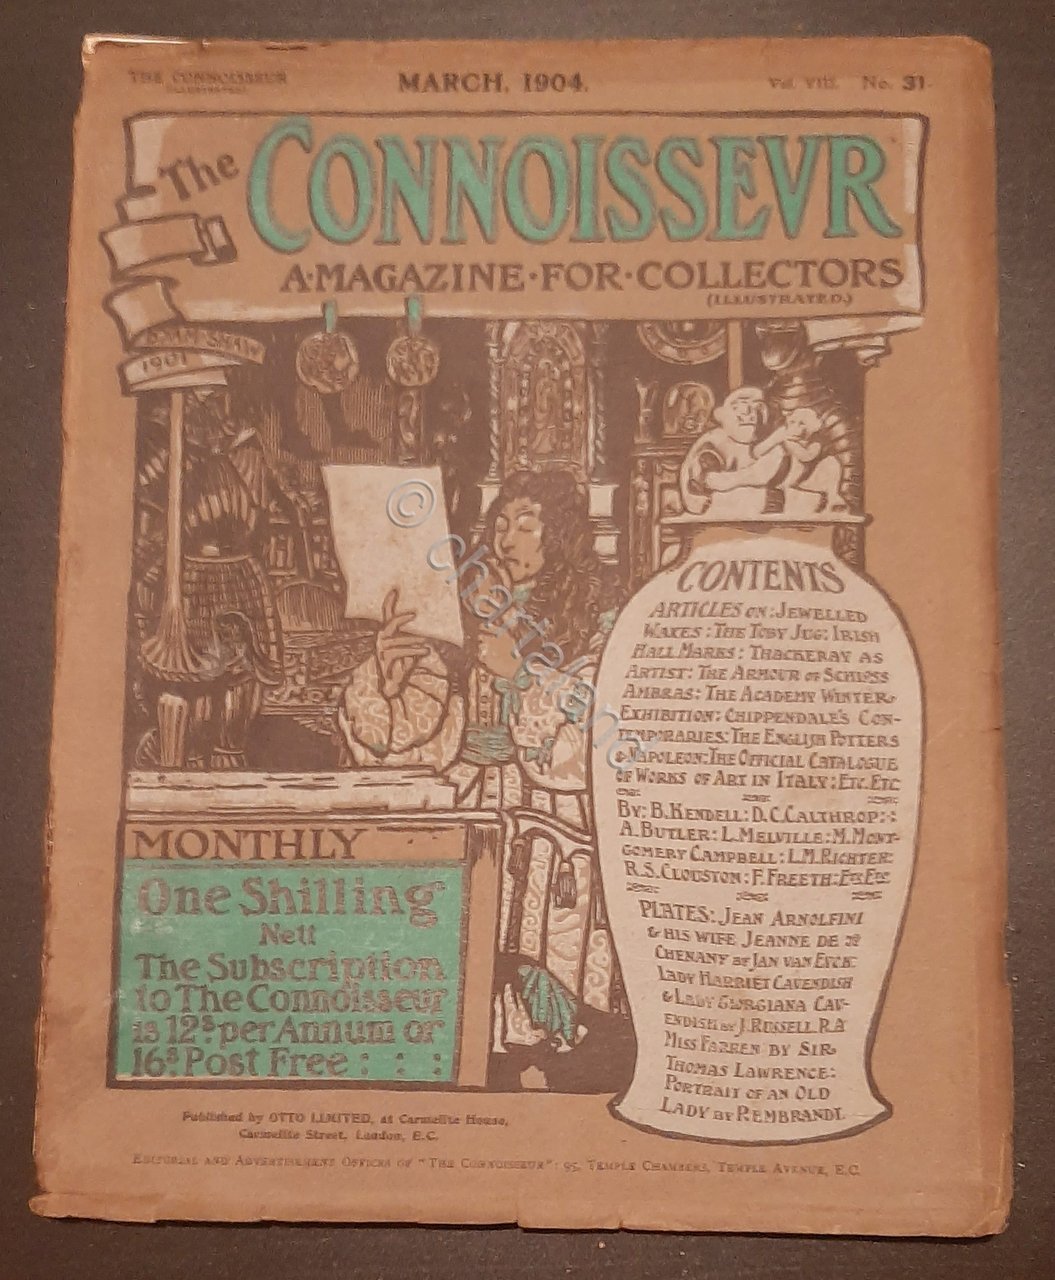 THE CONNOISSEUR
(ILLUSTRATED)
MARCH, 1904.
Vol. VIII. No. 31.
The CONNOISSEVR
A·MAGAZINE·FOR·COLLECTORS
(ILLUSTRATED.)
BYAM·SHAW
1901
CONTENTS
ARTICLES ON: JEWELLED
WAXES: THE TOBY JUG: IRISH
HALL MARKS: THACKERAY AS
ARTIST: THE ARMOUR OF SCHLOSS
AMBRAS: THE ACADEMY WINTER
EXHIBITION: CHIPPENDALE'S CON-
TEMPORARIES: THE ENGLISH POTTERS
& NAPOLEON: THE OFFICIAL CATALOGUE
OF WORKS OF ART IN ITALY: ETC. ETC
BY: B. KENDELL: D.C. CALTHROP::
A. BUTLER: L. MELVILLE: M. MONT-
GOMERY CAMPBELL: L.M. RICHTER:
R.S. CLOUSTON: F. FREETH: ETC ETC
PLATES: JEAN ARNOLFINI
& HIS WIFE JEANNE DE
CHENANY BY JAN VAN EYCK:
LADY HARRIET CAVENDISH
& LADY GEORGIANA CAV-
ENDISH BY J. RUSSELL R.A
MISS FARREN BY SIR
THOMAS LAWRENCE:
PORTRAIT OF AN OLD
LADY BY REMBRANDT.
MONTHLY
One Shilling
Nett
The Subscription
to The Connoisseur
is 12s. per Annum or
16s. Post Free : : :
Published by OTTO LIMITED, at Carmelite House,
Carmelite Street, London, E.C.
EDITORIAL AND ADVERTISEMENT OFFICES OF "THE CONNOISSEUR": 95, TEMPLE CHAMBERS, TEMPLE AVENUE, E.C.
© chartaland